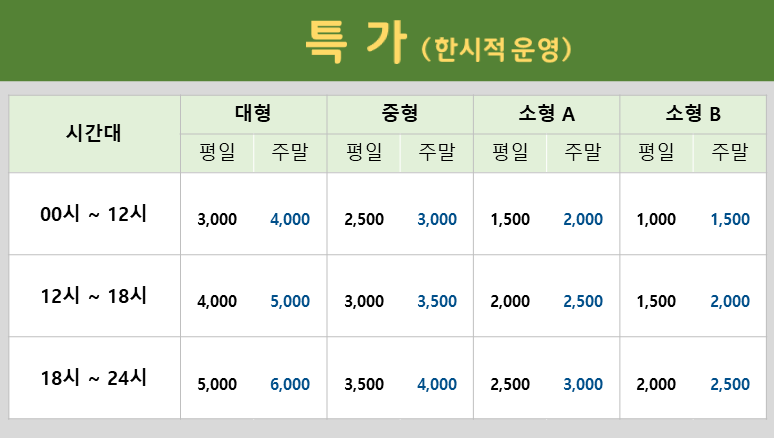 특 가 (한시적 운영)
시간대 대형 중형 소형 A 소형 B
평일 주말 평일 주말 평일 주말 평일 주말
00시 ~ 12시 3,000 4,000 2,500 3,000 1,500 2,000 1,000 1,500
12시 ~ 18시 4,000 5,000 3,000 3,500 2,000 2,500 1,500 2,000
18시 ~ 24시 5,000 6,000 3,500 4,000 2,500 3,000 2,000 2,500